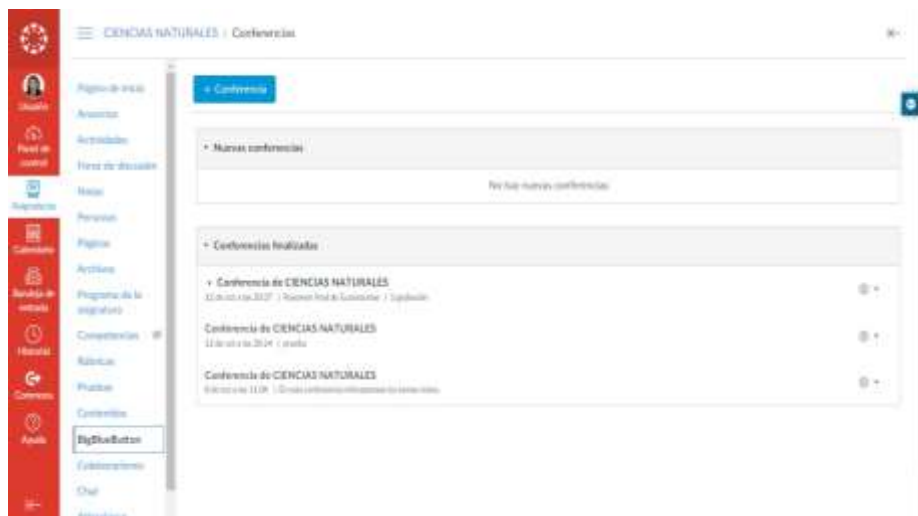 CIENCIAS NATURALES Conferencias
Usuario
Panel de control
Calendario
Bandeja de entrada
Historial
Ayuda
Página de inicio
Anuncios
Actividades
Foros de discusión
Notas
Personas
Páginas
Archivos
Programa de la asignatura
Competencias
Rúbricas
Pruebas
Contenidos
BigBlueButton
Colaboraciones
Chat
+ Conferencia
Nuevas conferencias
No hay nuevas conferencias
Conferencias finalizadas
Conferencia de CIENCIAS NATURALES
Conferencia de CIENCIAS NATURALES
Conferencia de CIENCIAS NATURALES